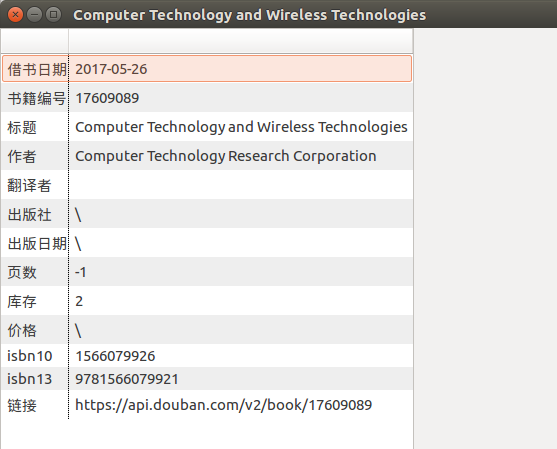 Computer Technology and Wireless Technologies
借书日期 2017-05-26
书籍编号 17609089
标题 Computer Technology and Wireless Technologies
作者 Computer Technology Research Corporation
翻译者
出版社 \
出版日期 \
页数 -1
库存 2
价格 \
isbn10 1566079926
isbn13 9781566079921
链接 https://api.douban.com/v2/book/17609089